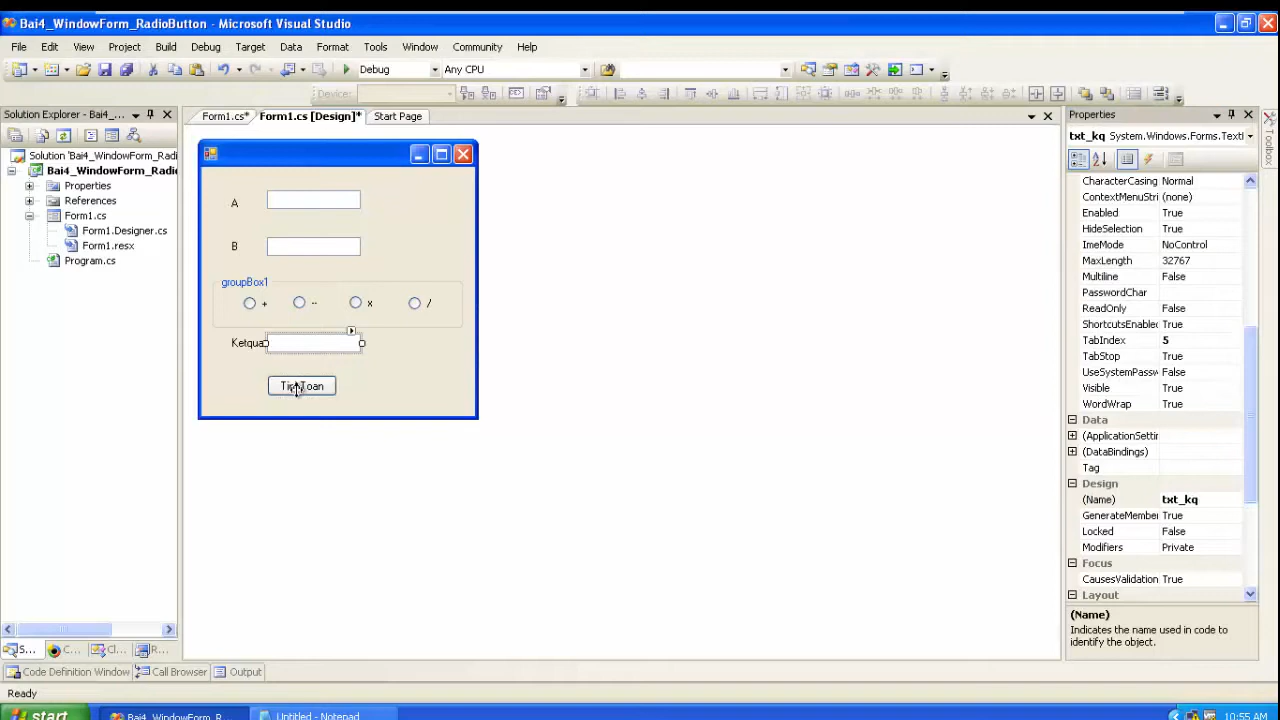 Bai4_WindowForm_RadioButton - Microsoft Visual Studio
File Edit View Project Build Debug Target Data Format Tools Window Community Help
Debug Any CPU
Device:
Solution Explorer - Bai4_...
Form1.cs* Form1.cs [Design]* Start Page
Properties
txt_kq System.Windows.Forms.Text
Toolbox
Solution 'Bai4_WindowForm_Radi
Bai4_WindowForm_Radio
Properties
References
Form1.cs
Form1.Designer.cs
Form1.resx
Program.cs
A
B
groupBox1
+ -- x /
Ketqua
CharacterCasing Normal
ContextMenuStri (none)
Enabled True
HideSelection True
ImeMode NoControl
MaxLength 32767
Multiline False
PasswordChar
ReadOnly False
ShortcutsEnable True
TabIndex 5
TabStop True
UseSystemPassw False
Visible True
WordWrap True
Data
(ApplicationSettir
(DataBindings)
Tag
Design
(Name) txt_kq
GenerateMember True
Locked False
Modifiers Private
Focus
CausesValidation True
Layout
(Name)
Indicates the name used in code to
identify the object.
S... C... Cl... R...
Code Definition Window Call Browser Output
Ready
start Bai4_WindowForm_R... Untitled - Notepad 10:55 AM